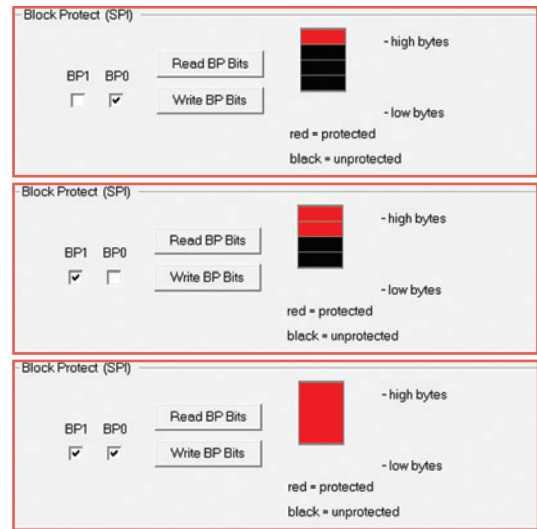 Block Protect (SPI)
- high bytes
Read BP Bits
BP1 BP0
Write BP Bits
- low bytes
red = protected
black = unprotected
Block Protect (SPI)
- high bytes
Read BP Bits
BP1 BP0
Write BP Bits
- low bytes
red = protected
black = unprotected
Block Protect (SPI)
- high bytes
Read BP Bits
BP1 BP0
Write BP Bits
- low bytes
red = protected
black = unprotected